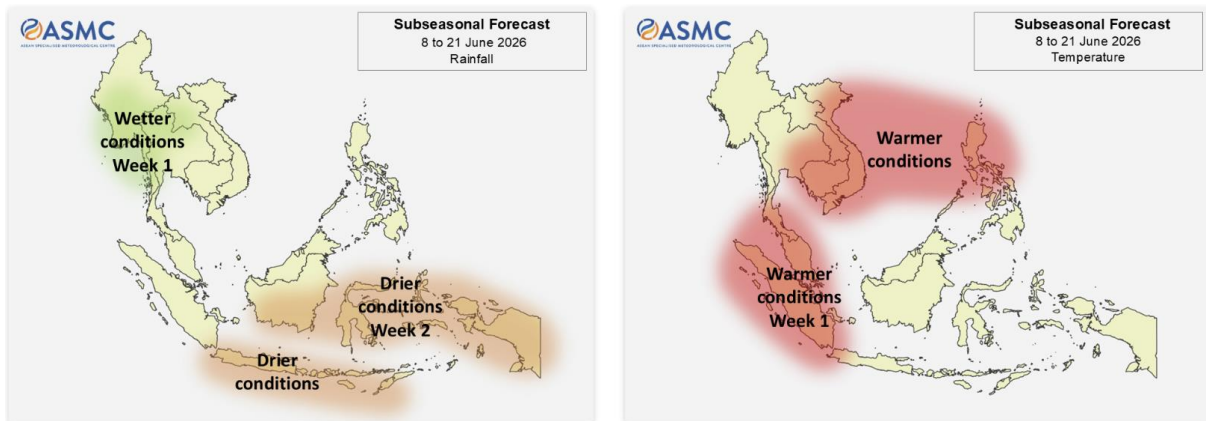 ASMC
ASEAN SPECIALISED METEOROLOGICAL CENTRE
Subseasonal Forecast
8 to 21 June 2026
Rainfall
Wetter
conditions
Week 1
Drier
conditions
Week 2
Drier
conditions
ASMC
ASEAN SPECIALISED METEOROLOGICAL CENTRE
Subseasonal Forecast
8 to 21 June 2026
Temperature
Warmer
conditions
Warmer
conditions
Week 1